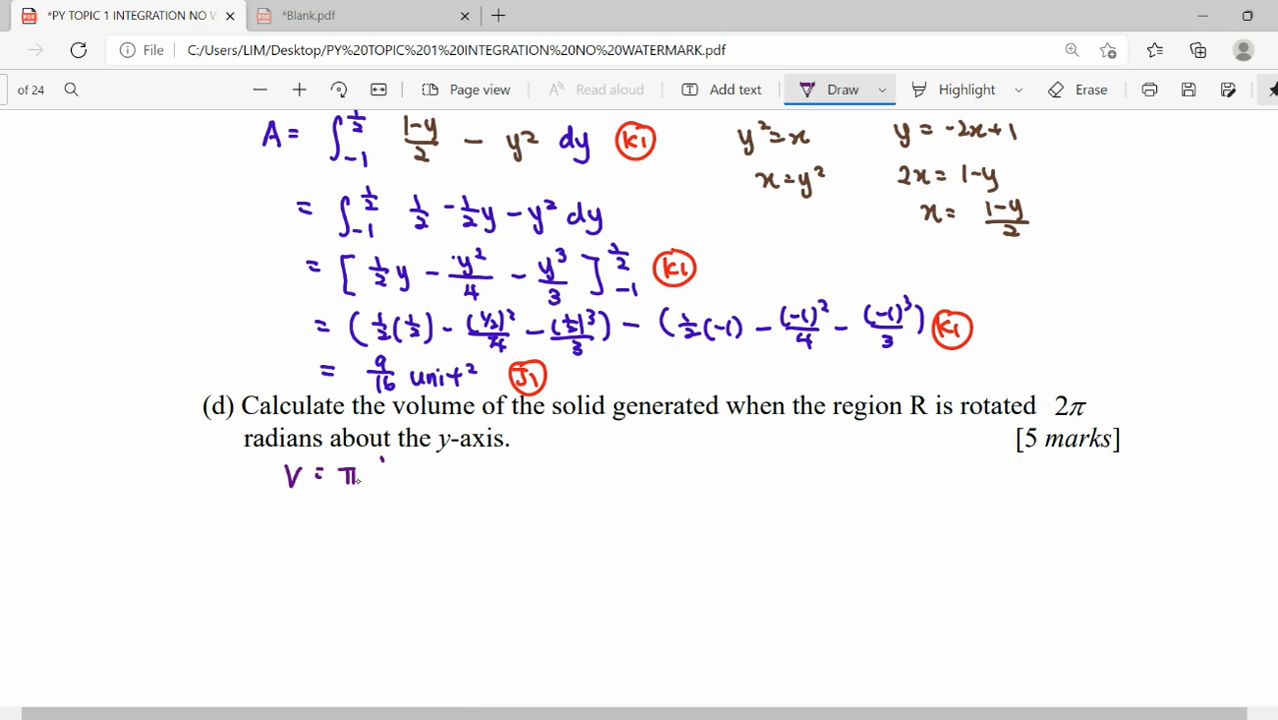 *PY TOPIC 1 INTEGRATION NO W
*Blank.pdf
File C:/Users/LIM/Desktop/PY%20TOPIC%201%20INTEGRATION%20NO%20WATERMARK.pdf
of 24 Page view Read aloud Add text Draw Highlight Erase
A = ∫_{-1}^{1/2} (1-y)/2 - y² dy K1
y² = x
x = y²
y = -2x+1
2x = 1-y
x = (1-y)/2
= ∫_{-1}^{1/2} 1/2 - 1/2 y - y² dy
= [1/2 y - y²/4 - y³/3]_{-1}^{1/2} K1
= (1/2(1/2) - (1/2)²/4 - (1/2)³/3) - (1/2(-1) - (-1)²/4 - (-1)³/3) K1
= 9/16 unit² J1
(d) Calculate the volume of the solid generated when the region R is rotated 2π
radians about the y-axis. [5 marks]
V = π